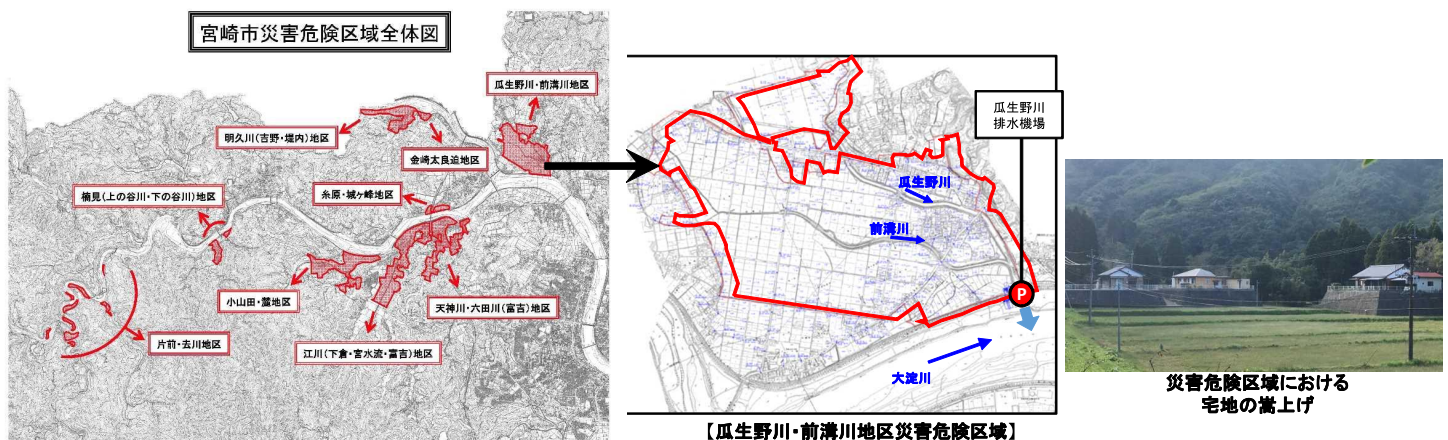 宮崎市災害危険区域全体図
瓜生野川・前溝川地区
明久川(吉野・堀内)地区
金崎太良迫地区
糸原・城ヶ峰地区
楠見(上の谷川・下の谷川)地区
小山田・麓地区
天神川・六田川(富吉)地区
片前・去川地区
江川(下倉・宮水流・富吉)地区
瓜生野川
排水機場
瓜生野川
前溝川
P
大淀川
【瓜生野川・前溝川地区災害危険区域】
災害危険区域における
宅地の嵩上げ